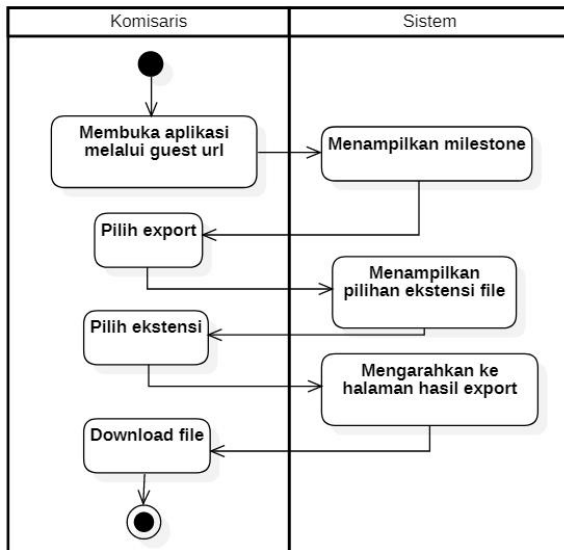 Komisaris
Sistem
Membuka aplikasi
melalui guest url
Menampilkan milestone
Pilih export
Menampilkan
pilihan ekstensi file
Pilih ekstensi
Mengarahkan ke
halaman hasil export
Download file